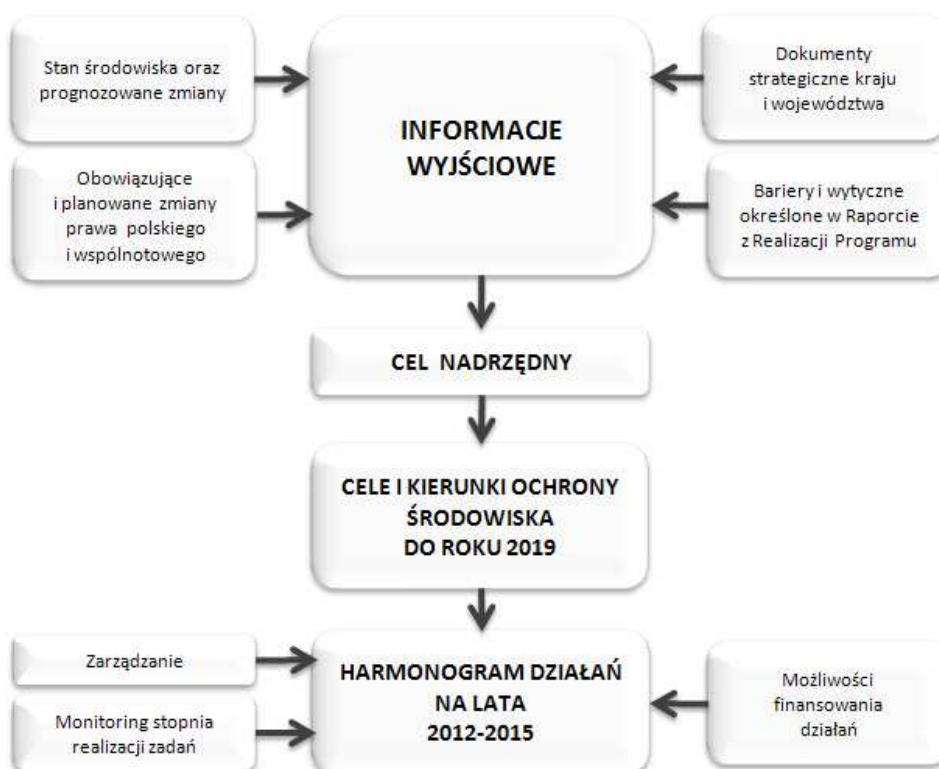 Stan środowiska oraz
prognozowane zmiany
Obowiązujące
i planowane zmiany
prawa polskiego
i wspólnotowego
INFORMACJE
WYJŚCIOWE
Dokumenty
strategiczne kraju
i województwa
Bariery i wytyczne
określone w Raporcie
z Realizacji Programu
CEL NADRZĘDNY
CELE I KIERUNKI OCHRONY
ŚRODOWISKA
DO ROKU 2019
Zarządzanie
Monitoring stopnia
realizacji zadań
HARMONOGRAM DZIAŁAŃ
NA LATA
2012-2015
Możliwości
finansowania
działań